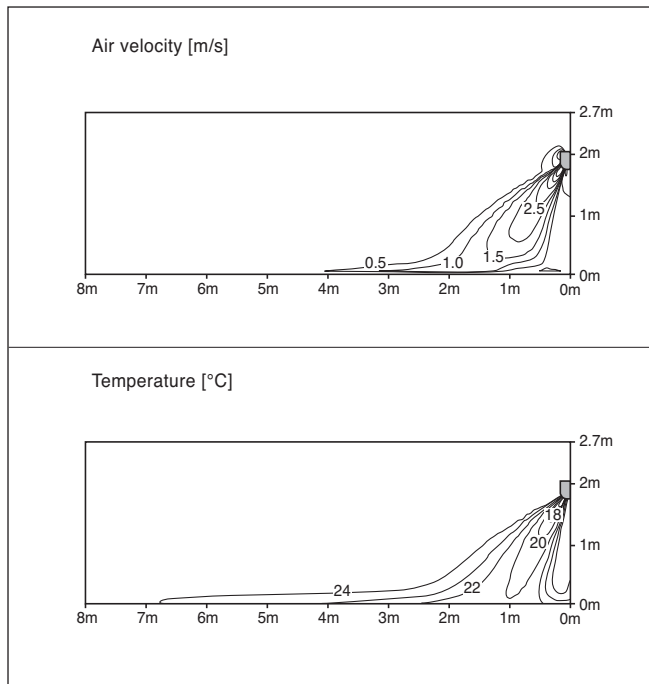 Air velocity [m/s]
2.7m
2m
2.5
1m
1.5
1.0
0.5
0m
8m 7m 6m 5m 4m 3m 2m 1m 0m
Temperature [°C]
2.7m
2m
18
1m
20
22
24
0m
8m 7m 6m 5m 4m 3m 2m 1m 0m